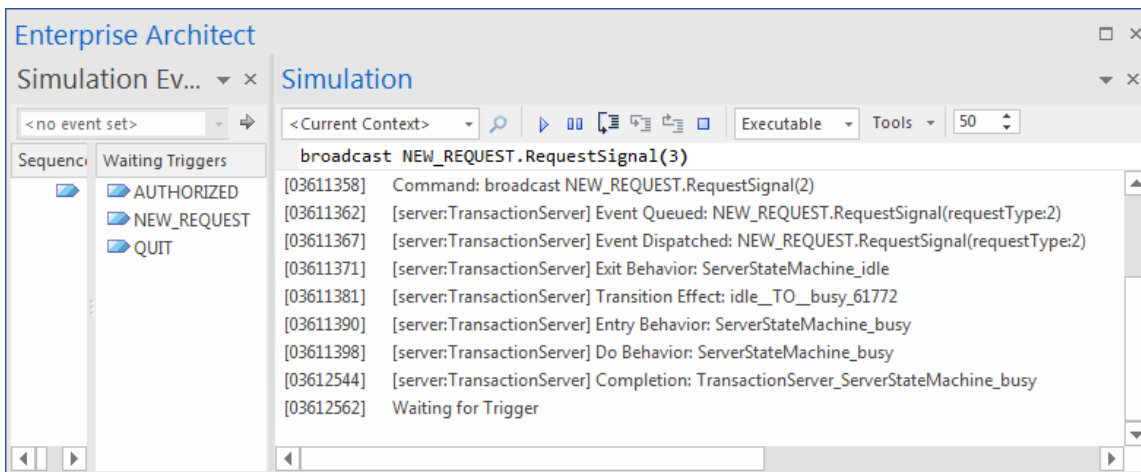 Enterprise Architect
Simulation Ev...
Simulation
<no event set>
<Current Context>
Executable
Tools
50
Sequence
Waiting Triggers
AUTHORIZED
NEW_REQUEST
QUIT
broadcast NEW_REQUEST.RequestSignal(3)
[03611358] Command: broadcast NEW_REQUEST.RequestSignal(2)
[03611362] [server:TransactionServer] Event Queued: NEW_REQUEST.RequestSignal(requestType:2)
[03611367] [server:TransactionServer] Event Dispatched: NEW_REQUEST.RequestSignal(requestType:2)
[03611371] [server:TransactionServer] Exit Behavior: ServerStateMachine_idle
[03611381] [server:TransactionServer] Transition Effect: idle__TO__busy_61772
[03611390] [server:TransactionServer] Entry Behavior: ServerStateMachine_busy
[03611398] [server:TransactionServer] Do Behavior: ServerStateMachine_busy
[03612544] [server:TransactionServer] Completion: TransactionServer_ServerStateMachine_busy
[03612562] Waiting for Trigger